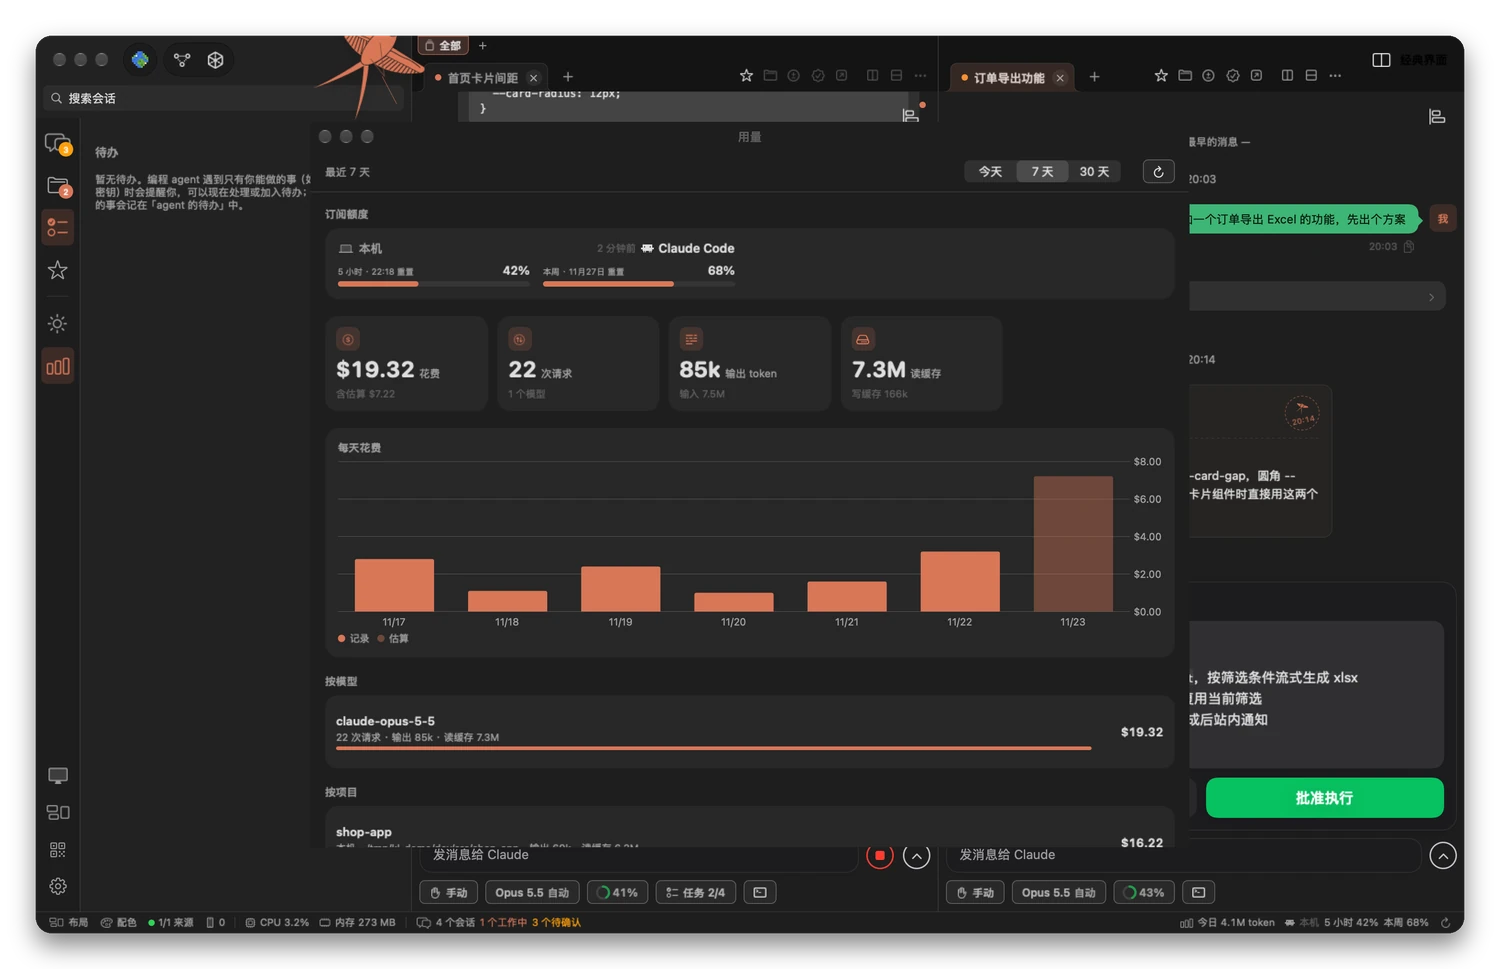 全部
经典界面
首页卡片间距
订单导出功能
搜索会话
--card-radius: 12px;
}
待办
暂无待办。编程 agent 遇到只有你能做的事（如
密钥）时会提醒你，可以现在处理或加入待办；
的事会记在「agent 的待办」中。
3
2
用量
最近 7 天
今天
7 天
30 天
订阅额度
本机
2 分钟前
Claude Code
5 小时 · 22:18 重置
42%
本周 · 11月27日 重置
68%
$19.32 花费
含估算 $7.22
22 次请求
1 个模型
85k 输出 token
输入 7.5M
7.3M 读缓存
写缓存 166k
每天花费
$8.00
$6.00
$4.00
$2.00
$0.00
11/17
11/18
11/19
11/20
11/21
11/22
11/23
记录
估算
按模型
claude-opus-5-5
22 次请求 · 输出 85k · 读缓存 7.3M
$19.32
按项目
shop-app
$16.22
最早的消息 —
20:03
一个订单导出 Excel 的功能，先出个方案
我
20:03
20:14
20:14
-card-gap，圆角 --
卡片组件时直接用这两个
，按筛选条件流式生成 xlsx
用当前筛选
成后站内通知
批准执行
发消息给 Claude
发消息给 Claude
手动
Opus 5.5 自动
41%
任务 2/4
手动
Opus 5.5 自动
43%
布局
配色
1/1 来源
0
CPU 3.2%
内存 273 MB
4 个会话 1 个工作中 3 个待确认
今日 4.1M token
本机 5 小时 42% 本周 68%